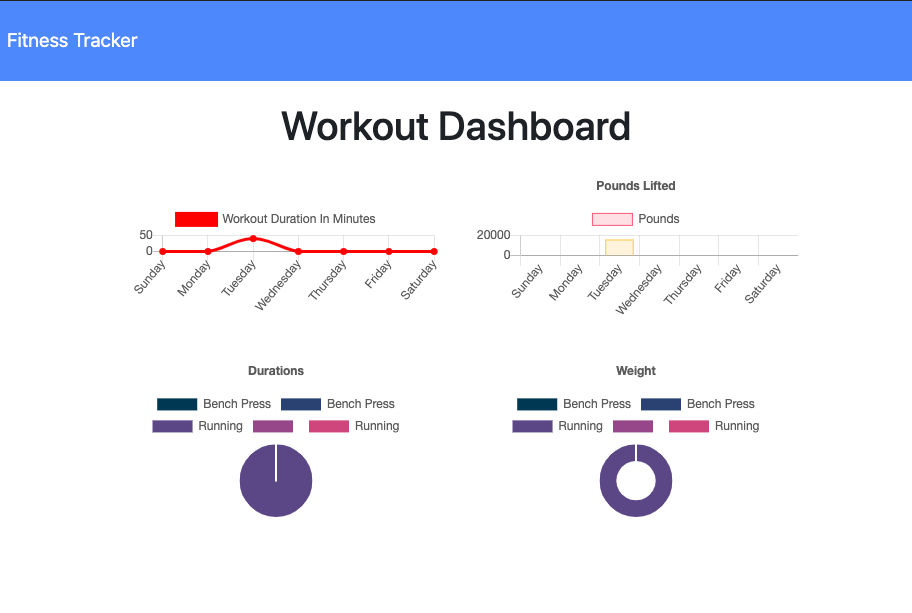 Fitness Tracker
Workout Dashboard
Workout Duration In Minutes
50
0
Sunday
Monday
Tuesday
Wednesday
Thursday
Friday
Saturday
Pounds Lifted
Pounds
20000
0
Sunday
Monday
Tuesday
Wednesday
Thursday
Friday
Saturday
Durations
Bench Press Bench Press
Running Running
Weight
Bench Press Bench Press
Running Running